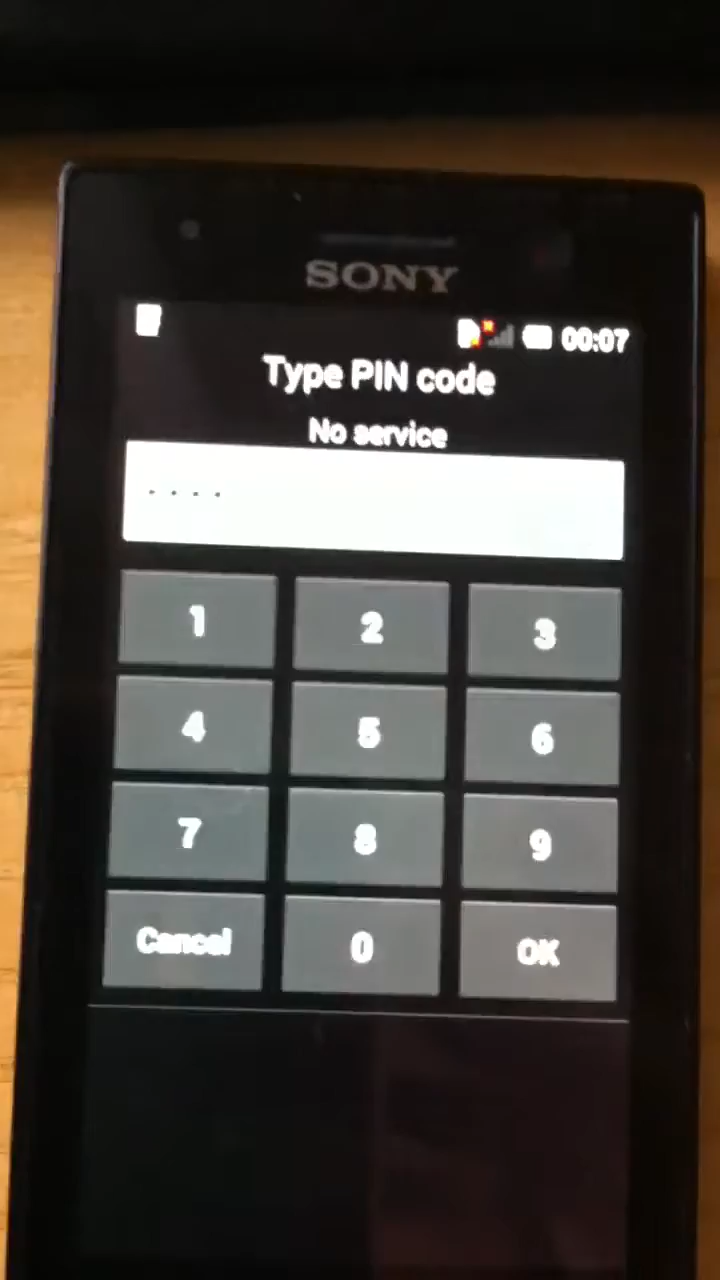 SONY
00:07
Type PIN code
No service
....
1 2 3
4 5 6
7 8 9
Cancel 0 OK